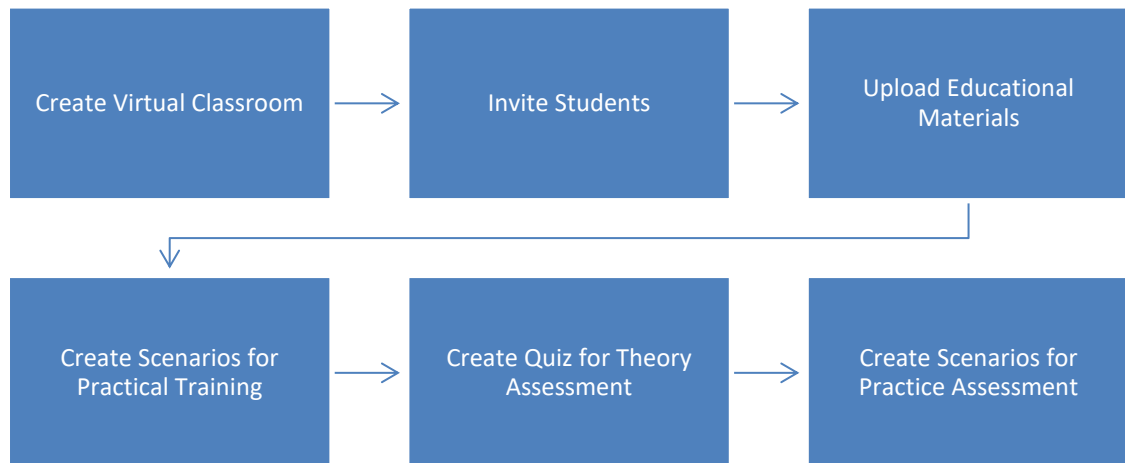 Create Virtual Classroom
Invite Students
Upload Educational
Materials
Create Scenarios for
Practical Training
Create Quiz for Theory
Assessment
Create Scenarios for
Practice Assessment